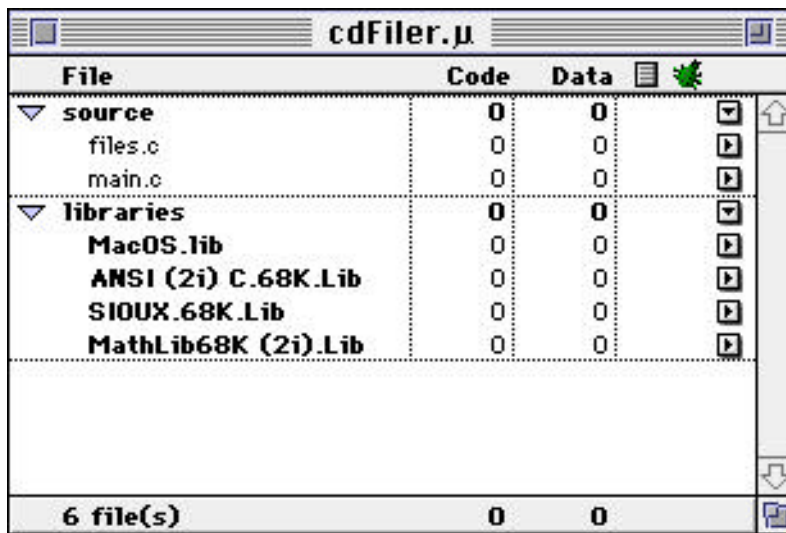 cdFiler.µ
File Code Data
source 0 0
files.c 0 0
main.c 0 0
libraries 0 0
MacOS.lib 0 0
ANSI (2i) C.68K.Lib 0 0
SIOUX.68K.Lib 0 0
MathLib68K (2i).Lib 0 0
6 file(s) 0 0